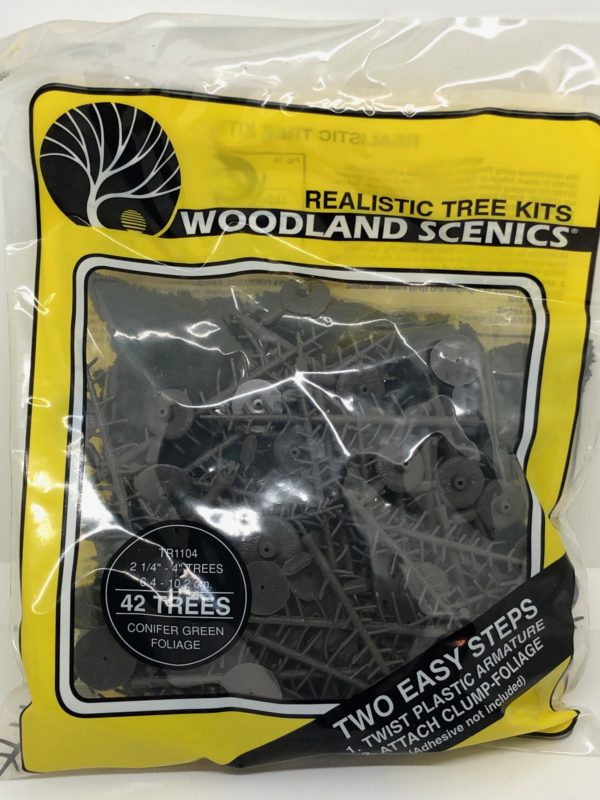 REALISTIC TREE KITS
WOODLAND SCENICS®
TR1104
2 1/4" - 4" TREES
6.4 - 10.2 cm
42 TREES
CONIFER GREEN
FOLIAGE
TWO EASY STEPS
1. TWIST PLASTIC ARMATURE
2. ATTACH CLUMP-FOLIAGE
(Adhesive not included)